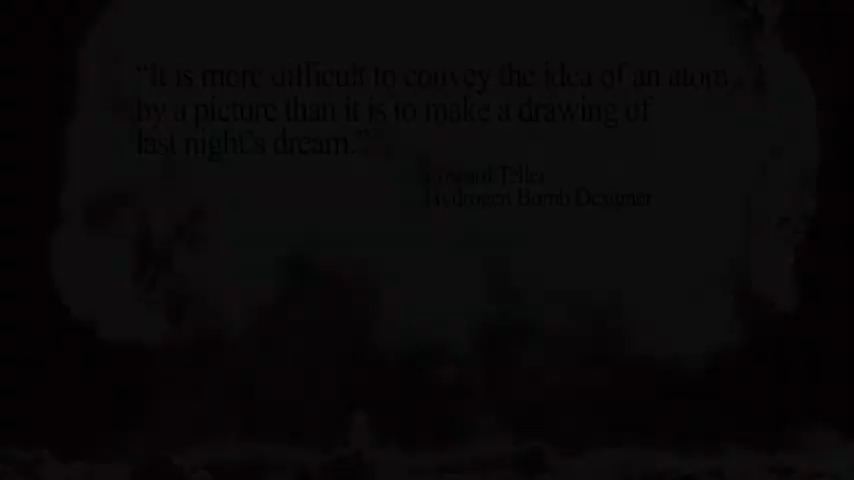 “It is more difficult to convey the idea of an atom
by a picture than it is to make a drawing of
last night’s dream.”
Edward Teller
Hydrogen Bomb Designer